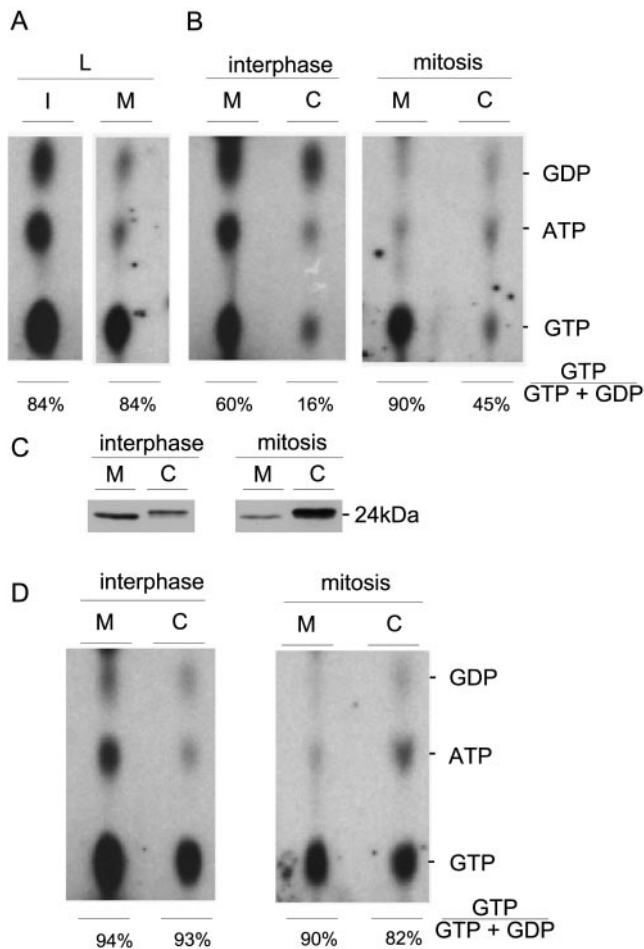 A
L
I M
84% 84%
B
interphase mitosis
M C M C
GDP
ATP
GTP
60% 16% 90% 45%
GTP
GTP + GDP
C
interphase mitosis
M C M C
24kDa
D
interphase mitosis
M C M C
GDP
ATP
GTP
94% 93% 90% 82%
GTP
GTP + GDP